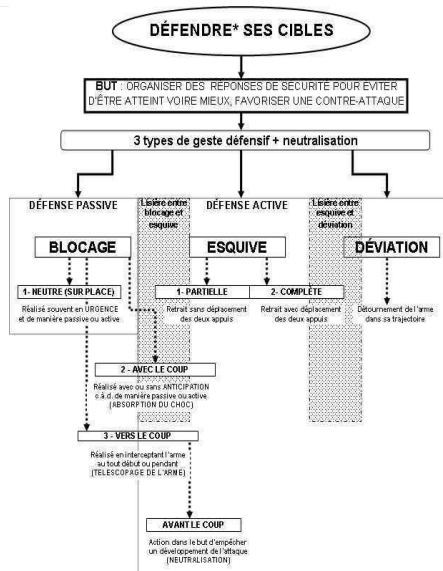 DÉFENDRE* SES CIBLES
BUT : ORGANISER DES RÉPONSES DE SÉCURITÉ POUR ÉVITER
D'ÊTRE ATTEINT VOIRE MIEUX, FAVORISER UNE CONTRE-ATTAQUE
3 types de geste défensif + neutralisation
DÉFENSE PASSIVE
Lisière entre
blocage et
esquive
DÉFENSE ACTIVE
Lisière entre
esquive et
déviation
BLOCAGE
ESQUIVE
DÉVIATION
1- NEUTRE (SUR PLACE)
Réalisé souvent en URGENCE
et de manière passive ou active
1- PARTIELLE
Retrait sans déplacement
des deux appuis
2- COMPLÈTE
Retrait avec déplacement
des deux appuis
Détournement de l'arme
dans sa trajectoire
2 - AVEC LE COUP
Réalisé avec ou sans ANTICIPATION
c.à.d. de manière passive ou active
(ABSORPTION DU CHOC)
3 - VERS LE COUP
Réalisé en interceptant l'arme
au tout début ou pendant
(TELESCOPAGE DE L'ARME)
AVANT LE COUP
Action dans le but d'empêcher
un développement de l'attaque
(NEUTRALISATION)